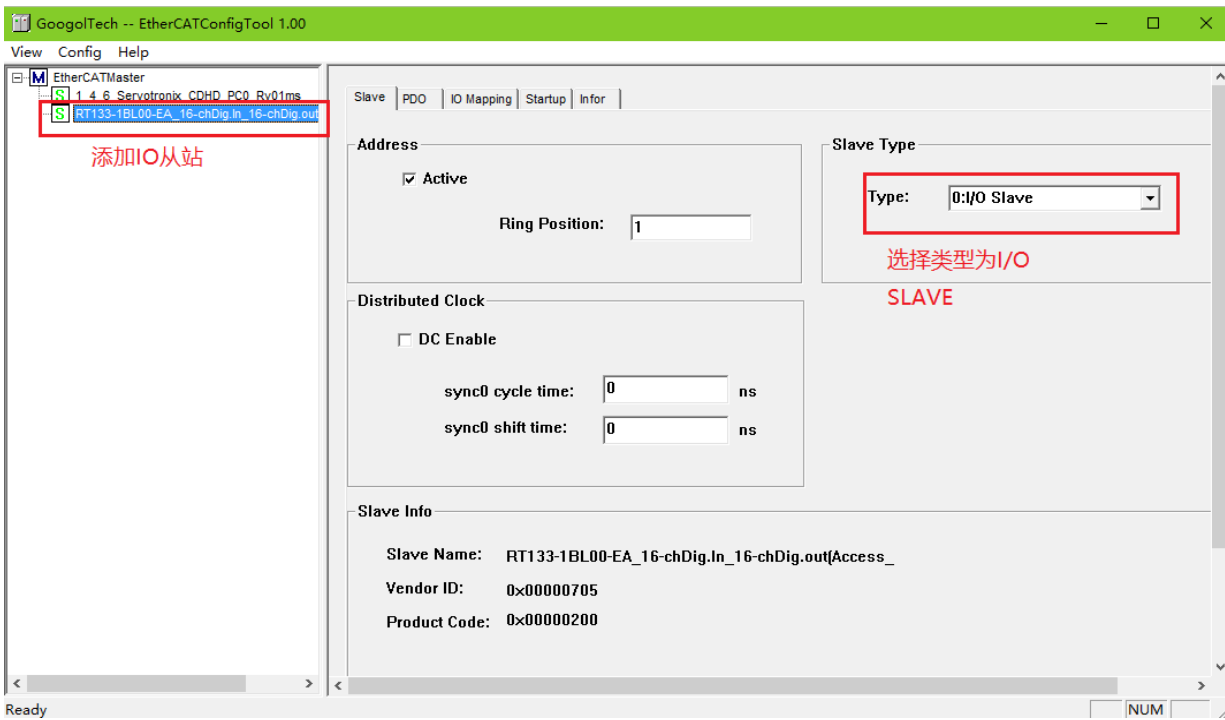 GoogolTech -- EtherCATConfigTool 1.00
View Config Help
EtherCATMaster
1_4_6_Servotronix_CDHD_PC0_Rv01ms
RT133-1BL00-EA_16-chDig.In_16-chDig.out
添加IO从站
Slave PDO IO Mapping Startup Infor
Address
Active
Ring Position: 1
Slave Type
Type: 0:I/O Slave
选择类型为I/O
SLAVE
Distributed Clock
DC Enable
sync0 cycle time: 0 ns
sync0 shift time: 0 ns
Slave Info
Slave Name: RT133-1BL00-EA_16-chDig.In_16-chDig.out(Access_
Vendor ID: 0x00000705
Product Code: 0x00000200
Ready NUM